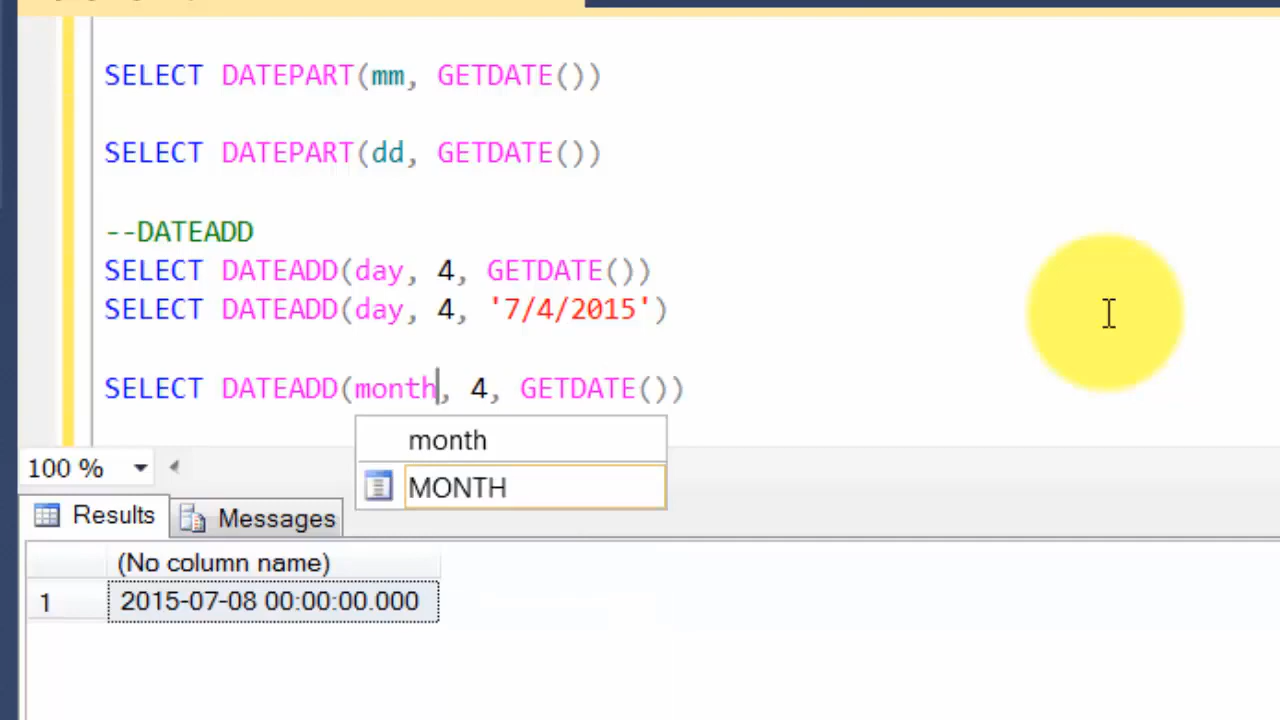 SELECT DATEPART(mm, GETDATE())
SELECT DATEPART(dd, GETDATE())
--DATEADD
SELECT DATEADD(day, 4, GETDATE())
SELECT DATEADD(day, 4, '7/4/2015')
SELECT DATEADD(month, 4, GETDATE())
month
MONTH
100 %
Results Messages
(No column name)
1 2015-07-08 00:00:00.000